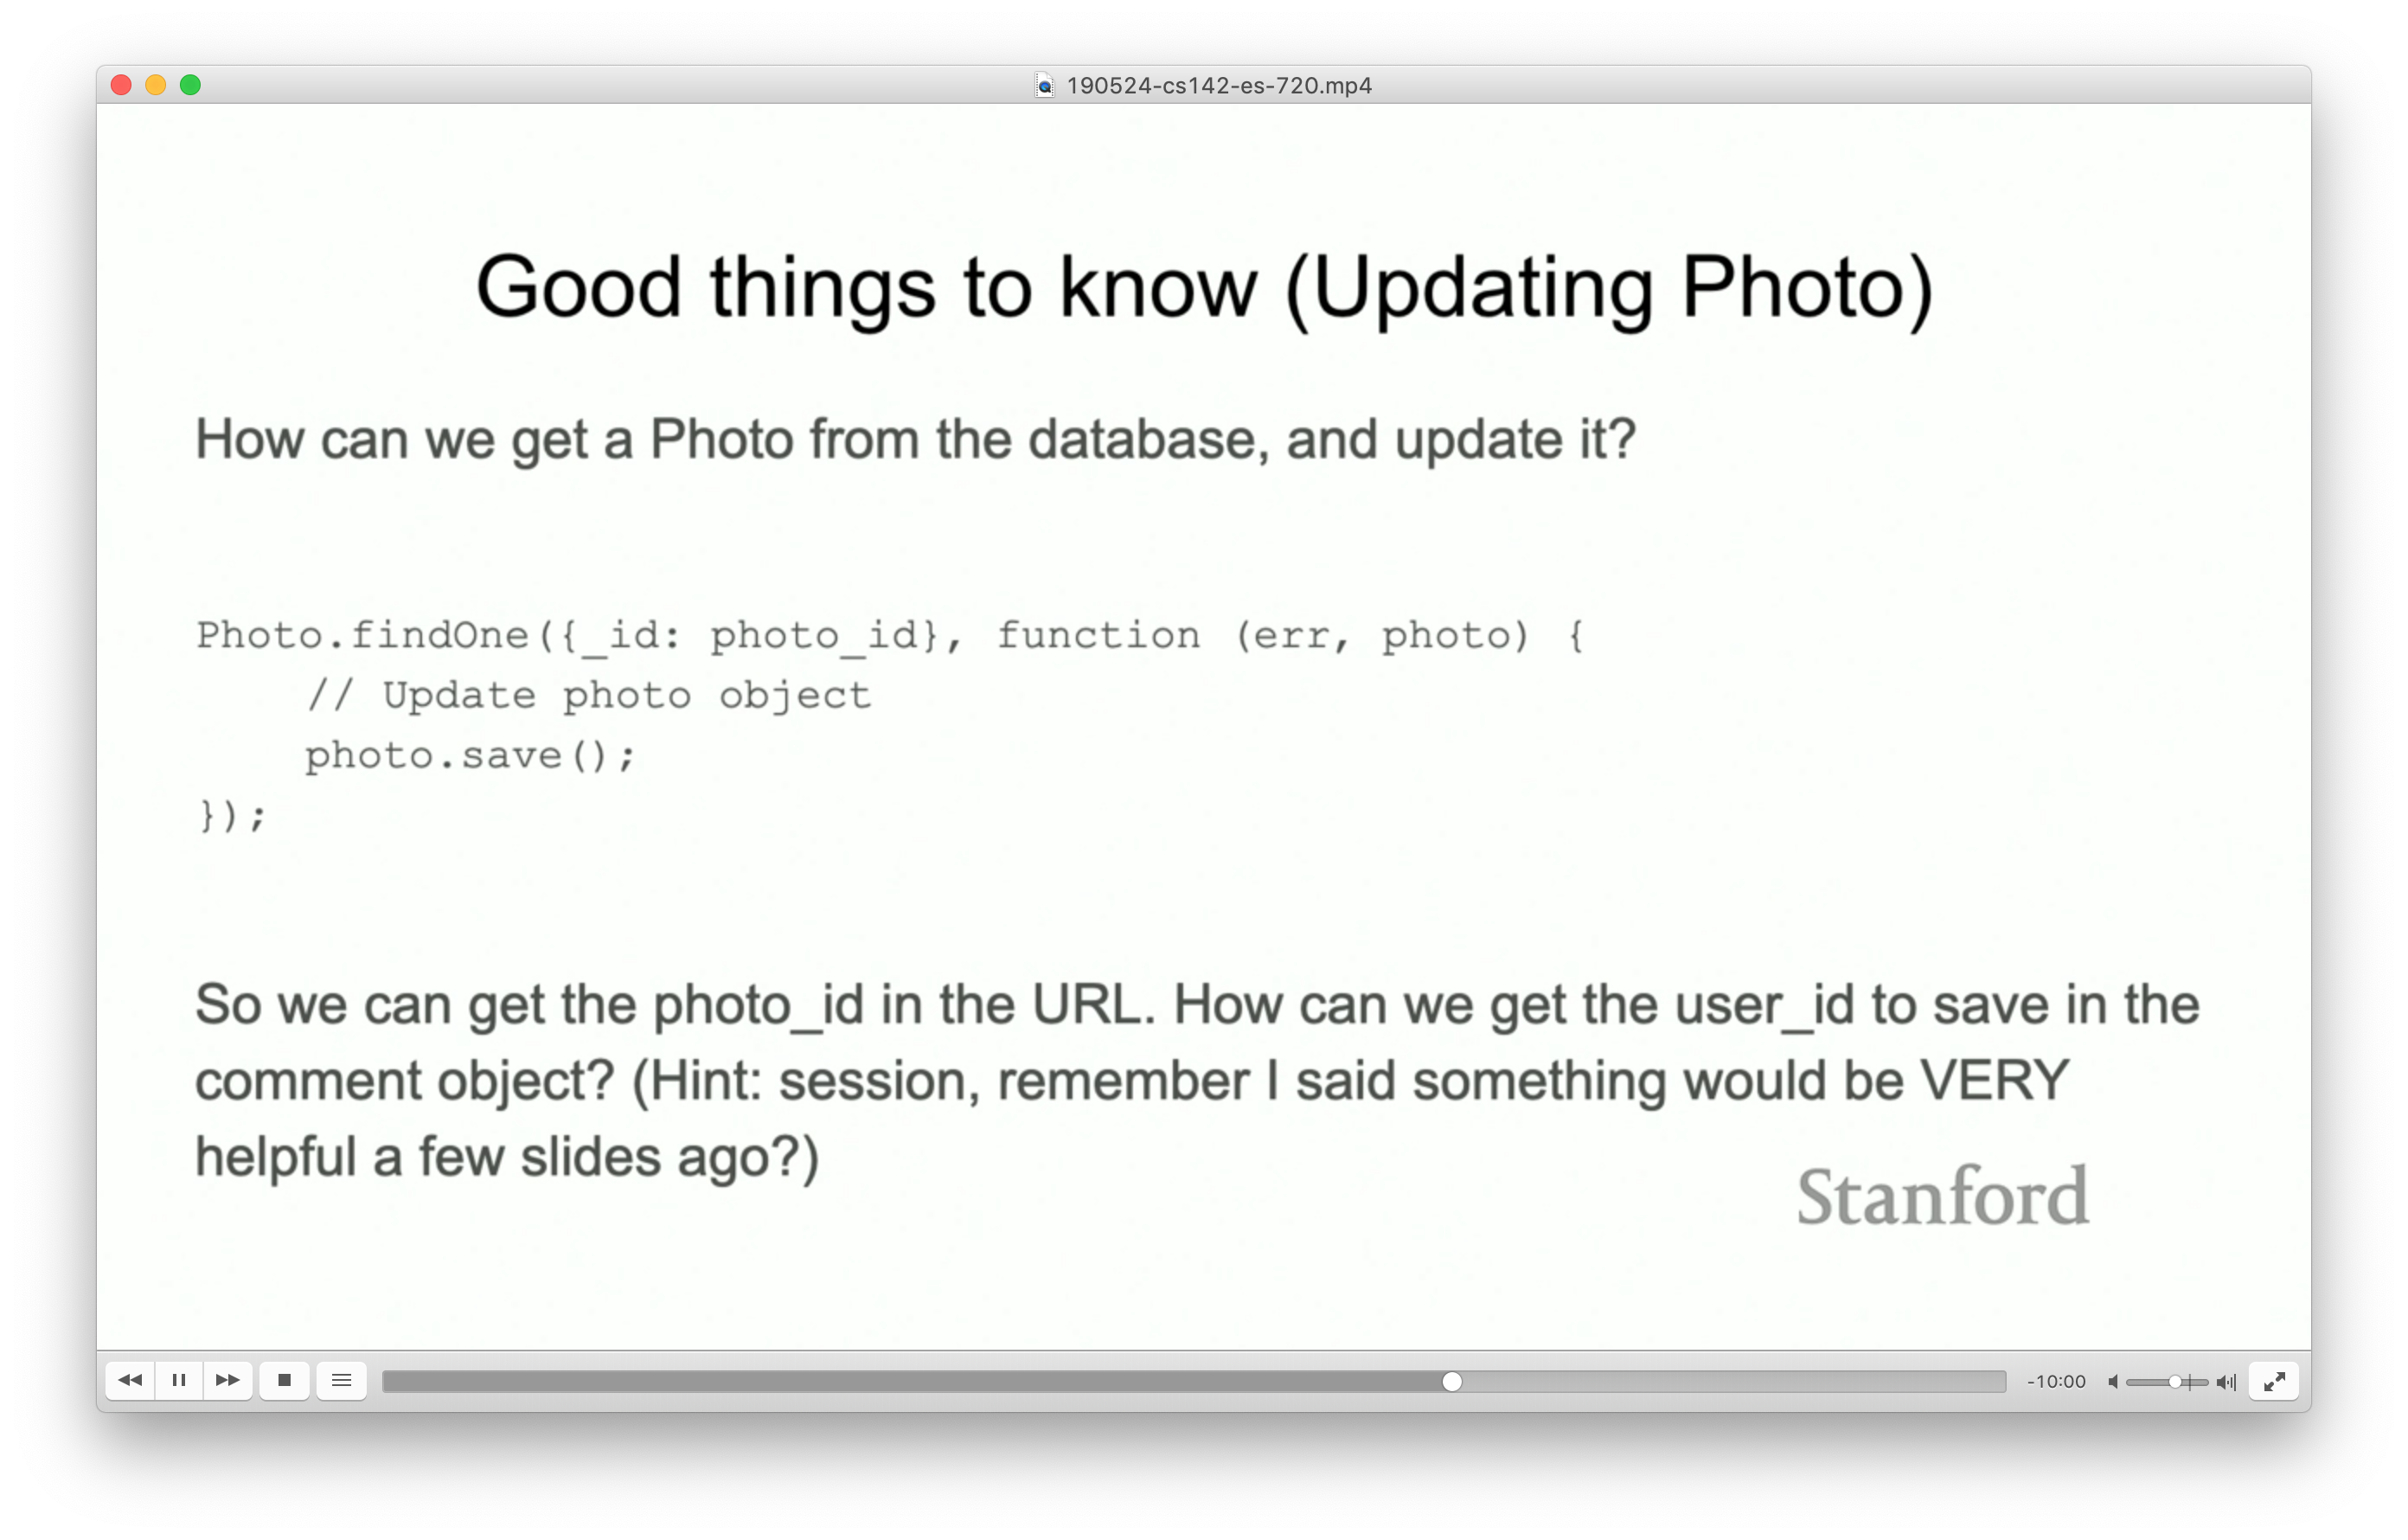 190524-cs142-es-720.mp4
Good things to know (Updating Photo)
How can we get a Photo from the database, and update it?
Photo.findOne({_id: photo_id}, function (err, photo) {
// Update photo object
photo.save();
});
So we can get the photo_id in the URL. How can we get the user_id to save in the
comment object? (Hint: session, remember I said something would be VERY
helpful a few slides ago?)
Stanford
-10:00